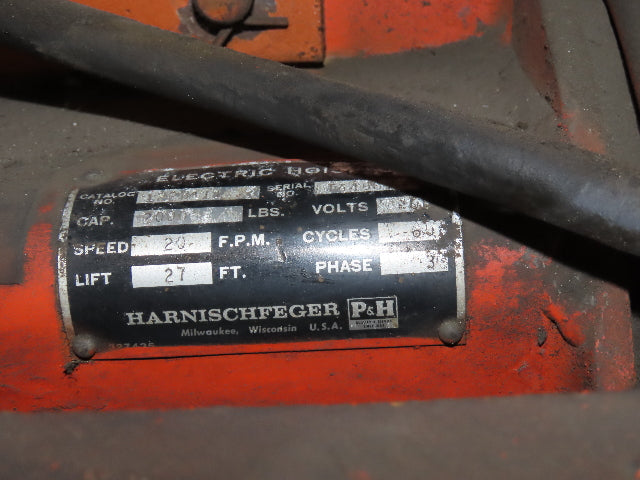 ELECTRIC
CATALOG NO. SERIAL NO.
CAP. LBS. VOLTS
SPEED 20 F.P.M. CYCLES 60
LIFT 27 FT. PHASE 3
HARNISCHFEGER P&H
Milwaukee, Wisconsin U.S.A.